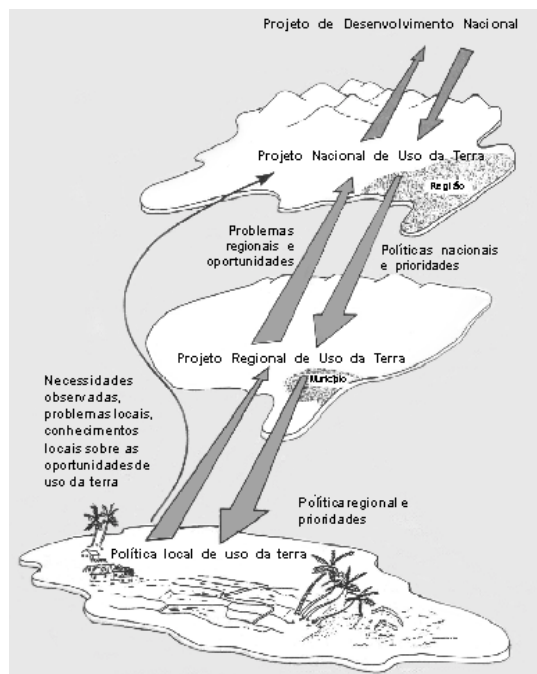 Projeto de Desenvolvimento Nacional
Projeto Nacional de Uso da Terra
Região
Problemas
regionais e
oportunidades
Políticas nacionais
e prioridades
Projeto Regional de Uso da Terra
Município
Necessidades
observadas,
problemas locais,
conhecimentos
locais sobre as
oportunidades de
uso da terra
Política regional e
prioridades
Política local de uso da terra